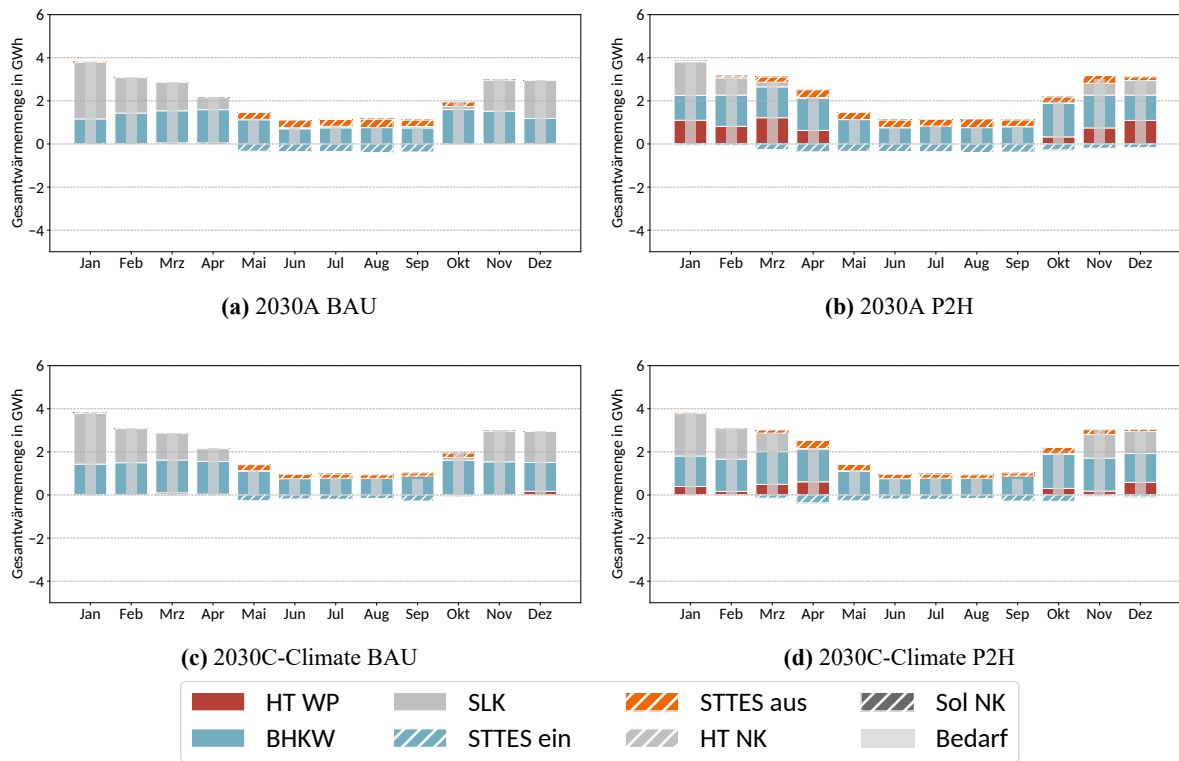 Gesamtwärmemenge in GWh
6
4
2
0
−2
−4
Jan Feb Mrz Apr Mai Jun Jul Aug Sep Okt Nov Dez
(a) 2030A BAU
Gesamtwärmemenge in GWh
6
4
2
0
−2
−4
Jan Feb Mrz Apr Mai Jun Jul Aug Sep Okt Nov Dez
(b) 2030A P2H
Gesamtwärmemenge in GWh
6
4
2
0
−2
−4
Jan Feb Mrz Apr Mai Jun Jul Aug Sep Okt Nov Dez
(c) 2030C-Climate BAU
Gesamtwärmemenge in GWh
6
4
2
0
−2
−4
Jan Feb Mrz Apr Mai Jun Jul Aug Sep Okt Nov Dez
(d) 2030C-Climate P2H
HT WP SLK STTES aus Sol NK
BHKW STTES ein HT NK Bedarf